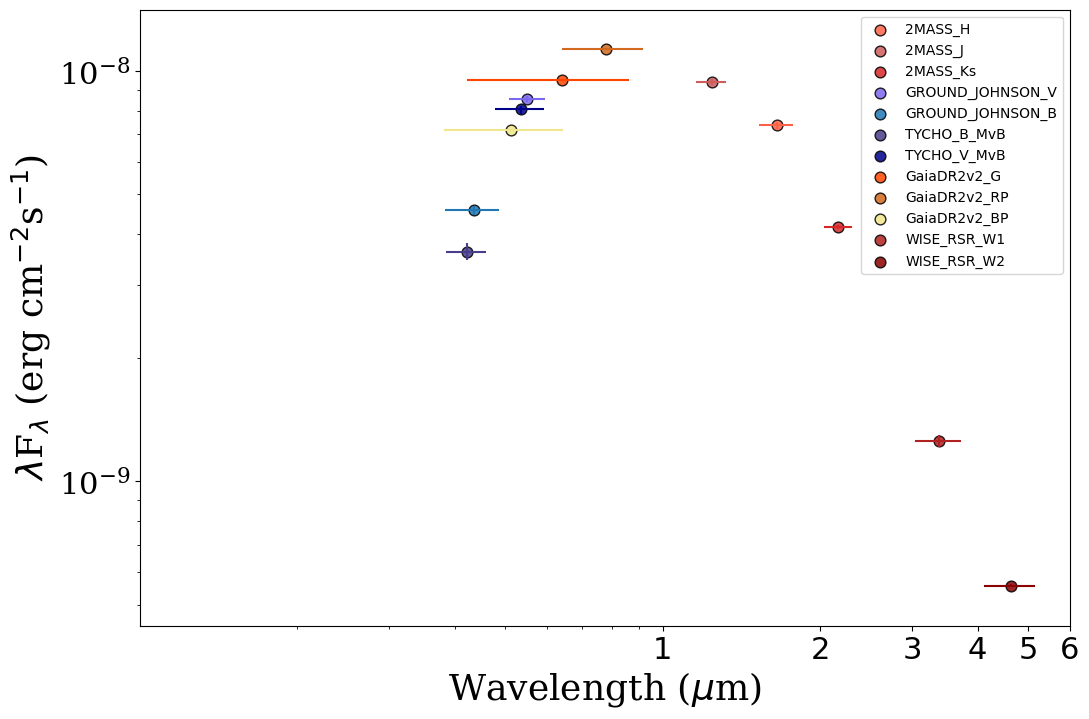 2MASS_H
2MASS_J
2MASS_Ks
GROUND_JOHNSON_V
GROUND_JOHNSON_B
TYCHO_B_MvB
TYCHO_V_MvB
GaiaDR2v2_G
GaiaDR2v2_RP
GaiaDR2v2_BP
WISE_RSR_W1
WISE_RSR_W2
10⁻⁸
10⁻⁹
λF_λ (erg cm⁻²s⁻¹)
1 2 3 4 5 6
Wavelength (μm)